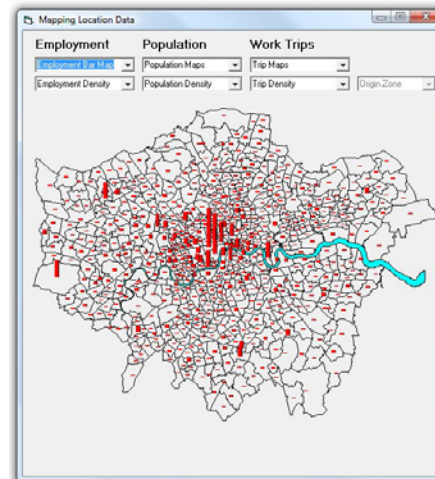 Mapping Location Data
Employment Population Work Trips
Employment Bar Map Population Maps Trip Maps
Employment Density Population Density Trip Density Origin Zone